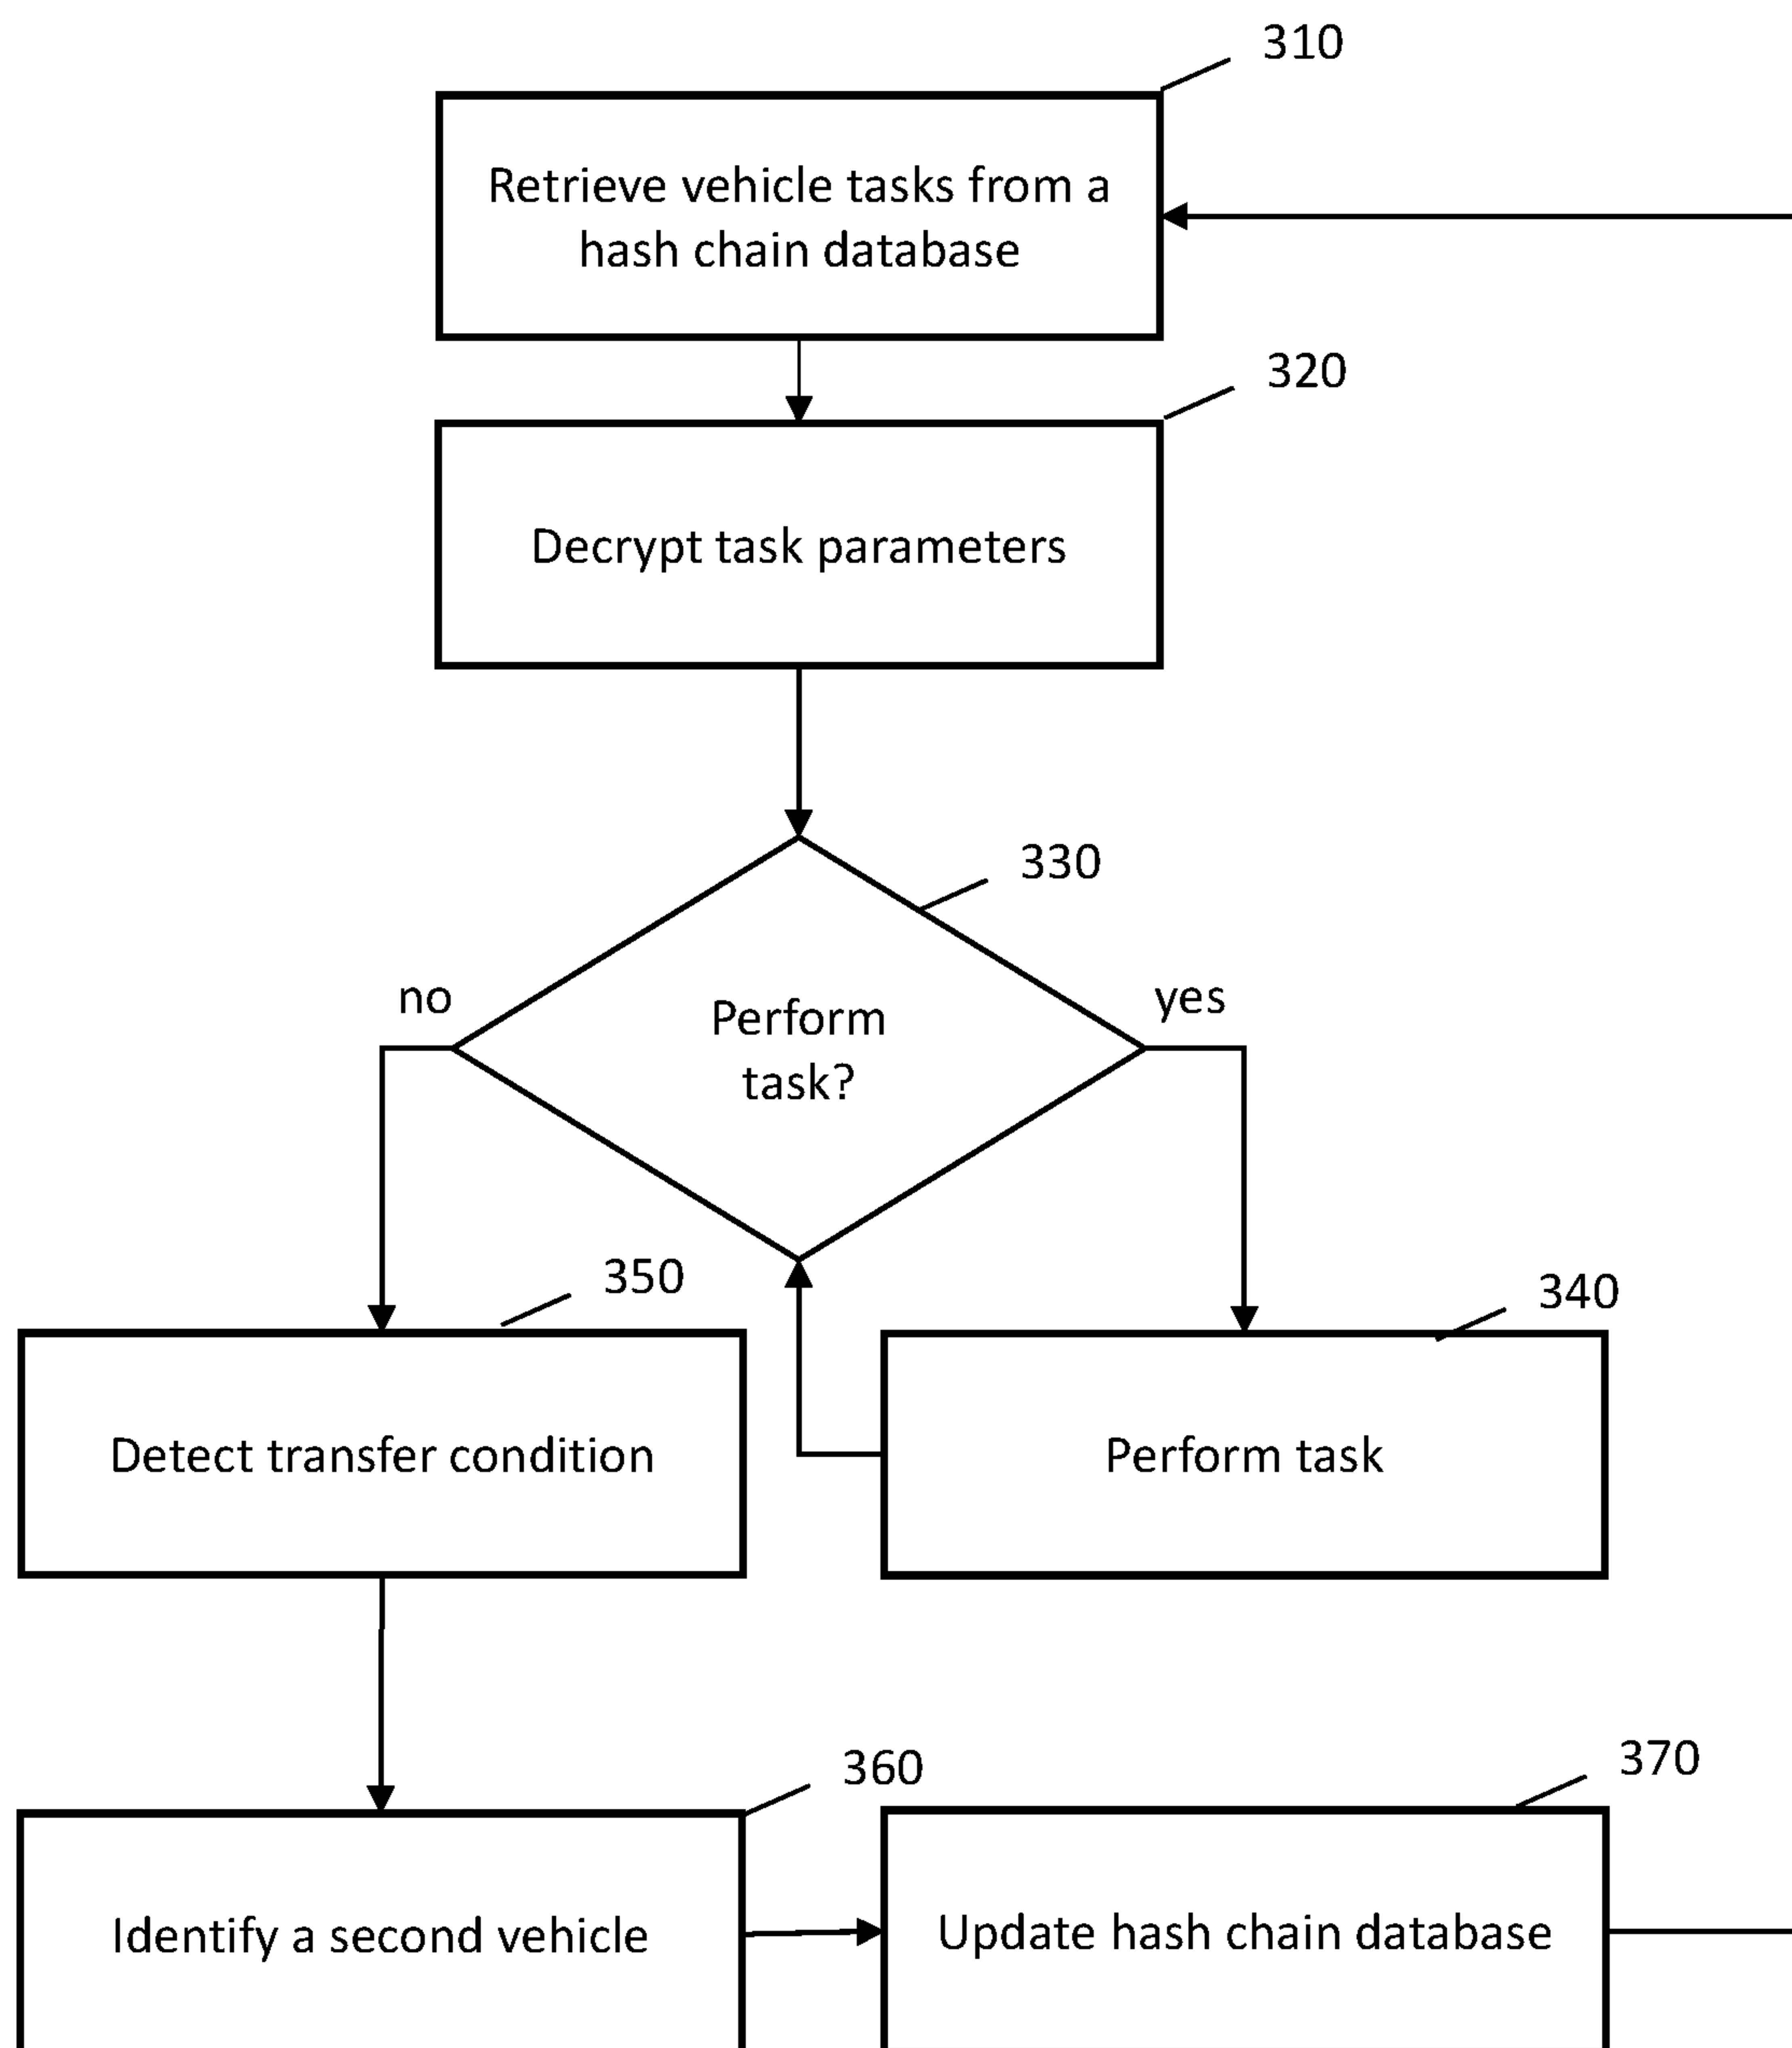 310
Retrieve vehicle tasks from a
hash chain database
320
Decrypt task parameters
330
no
yes
Perform
task?
350
340
Detect transfer condition
Perform task
360
370
Identify a second vehicle
Update hash chain database